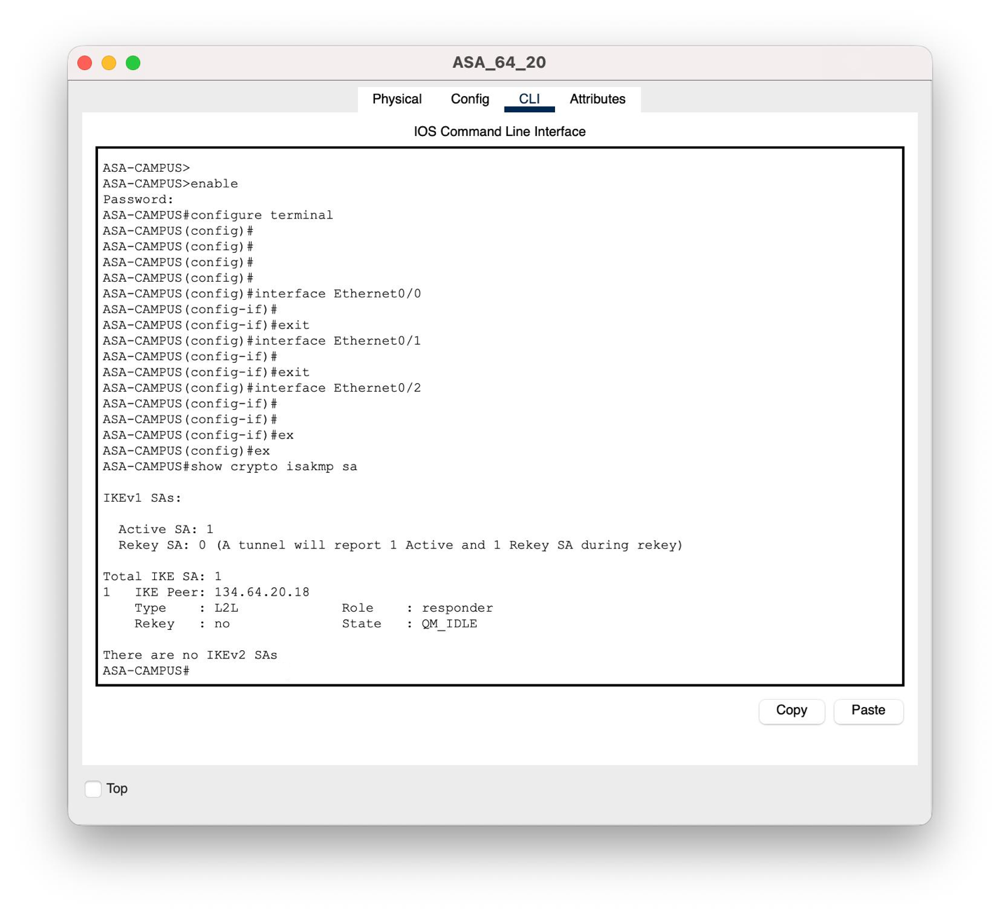 ASA_64_20
Physical Config CLI Attributes
IOS Command Line Interface
ASA-CAMPUS>
ASA-CAMPUS>enable
Password:
ASA-CAMPUS#configure terminal
ASA-CAMPUS(config)#
ASA-CAMPUS(config)#
ASA-CAMPUS(config)#
ASA-CAMPUS(config)#
ASA-CAMPUS(config)#interface Ethernet0/0
ASA-CAMPUS(config-if)#
ASA-CAMPUS(config-if)#exit
ASA-CAMPUS(config)#interface Ethernet0/1
ASA-CAMPUS(config-if)#
ASA-CAMPUS(config-if)#exit
ASA-CAMPUS(config)#interface Ethernet0/2
ASA-CAMPUS(config-if)#
ASA-CAMPUS(config-if)#
ASA-CAMPUS(config-if)#ex
ASA-CAMPUS(config)#ex
ASA-CAMPUS#show crypto isakmp sa
IKEv1 SAs:
Active SA: 1
Rekey SA: 0 (A tunnel will report 1 Active and 1 Rekey SA during rekey)
Total IKE SA: 1
1 IKE Peer: 134.64.20.18
Type : L2L Role : responder
Rekey : no State : QM_IDLE
There are no IKEv2 SAs
ASA-CAMPUS#
Copy Paste
Top